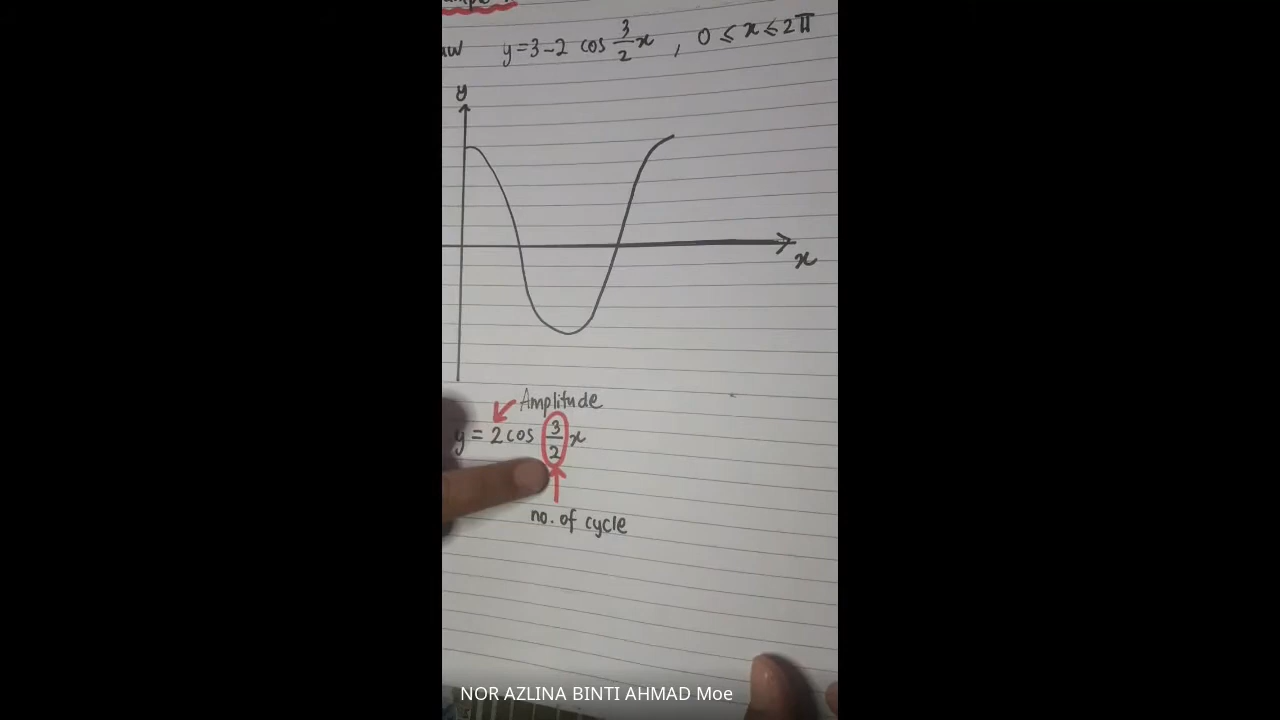 y = 3 - 2 cos 3/2 x , 0 ≤ x ≤ 2π
y
x
Amplitude
y = 2 cos 3/2 x
no. of cycle
NOR AZLINA BINTI AHMAD Moe